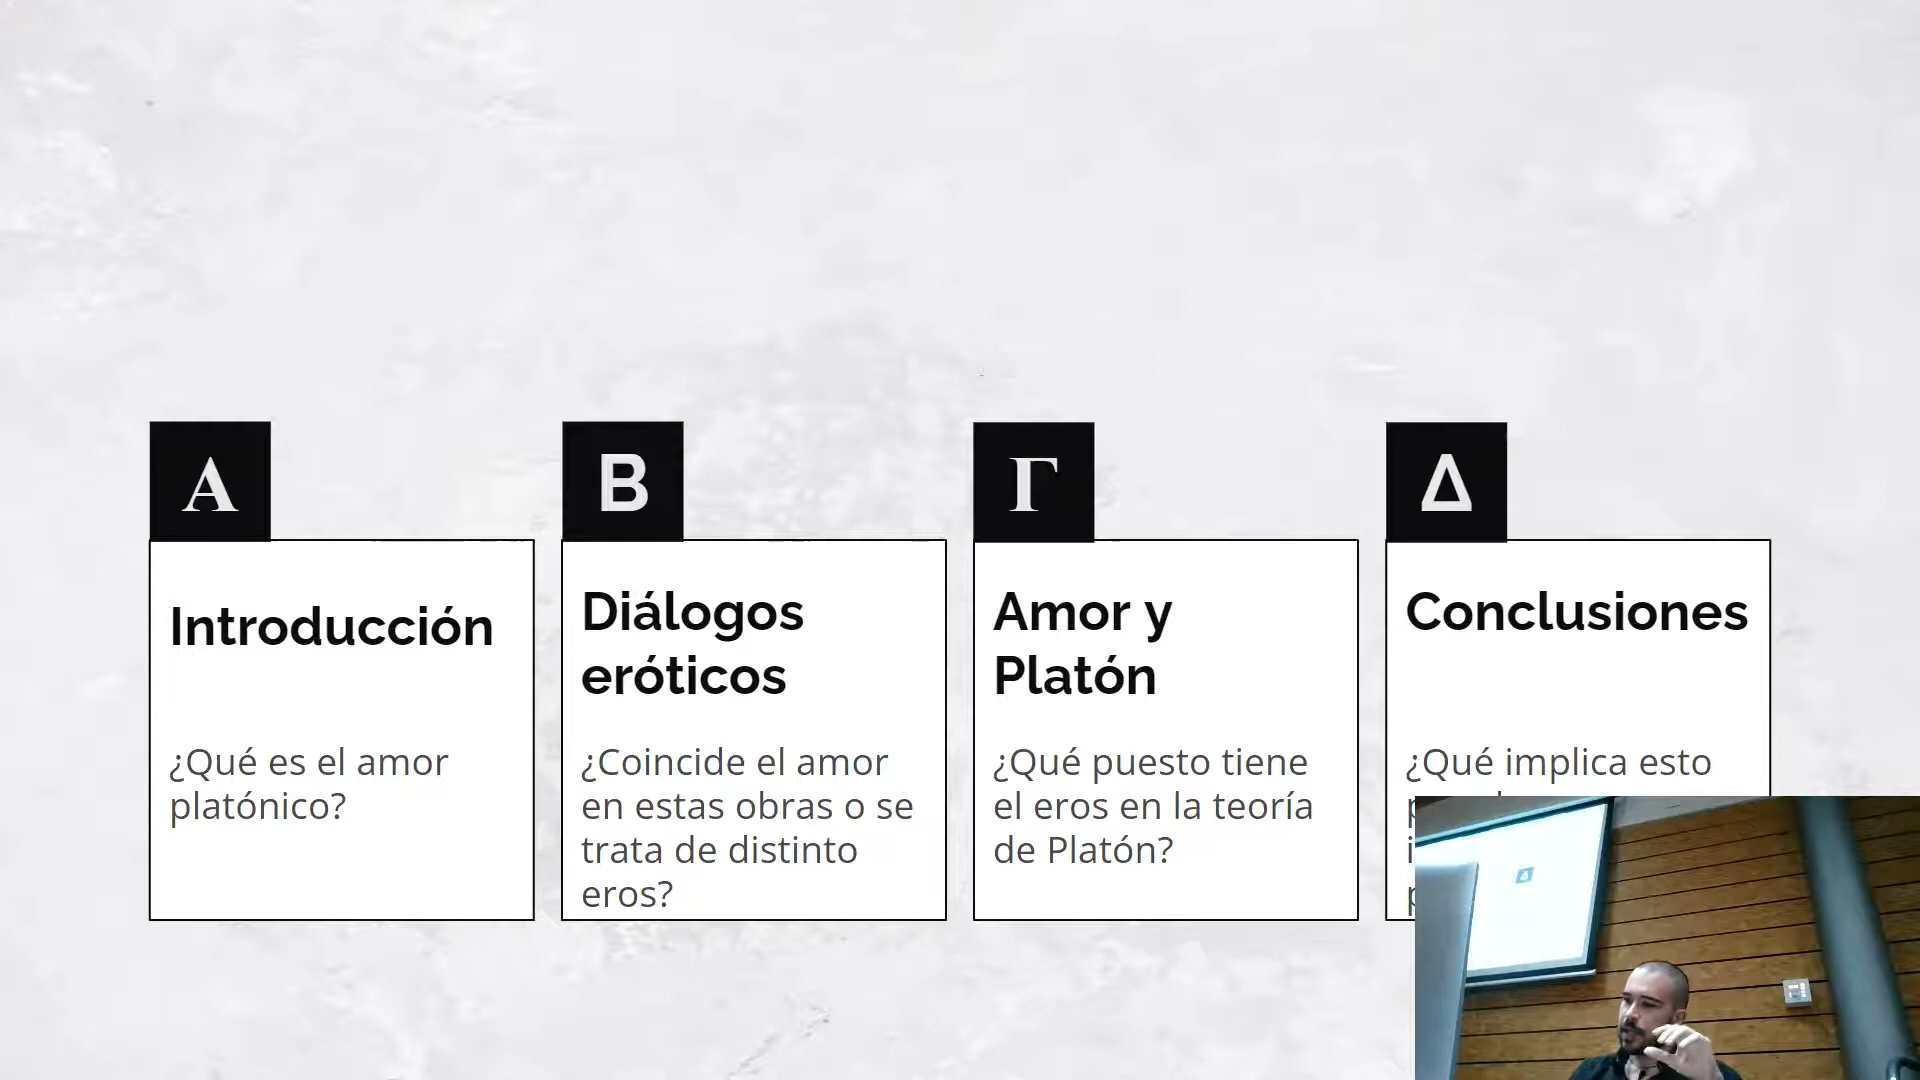 Α
Introducción
¿Qué es el amor
platónico?
Β
Diálogos
eróticos
¿Coincide el amor
en estas obras o se
trata de distinto
eros?
Γ
Amor y
Platón
¿Qué puesto tiene
el eros en la teoría
de Platón?
Δ
Conclusiones
¿Qué implica esto